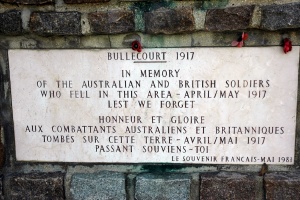 BULLECOURT 1917
IN MEMORY
OF THE AUSTRALIAN AND BRITISH SOLDIERS
WHO FELL IN THIS AREA - APRIL/MAY 1917
LEST WE FORGET
HONNEUR ET GLOIRE
AUX COMBATTANTS AUSTRALIENS ET BRITANNIQUES
TOMBES SUR CETTE TERRE - AVRIL/MAI 1917
PASSANT SOUVIENS-TOI
LE SOUVENIR FRANCAIS - MAI 1981